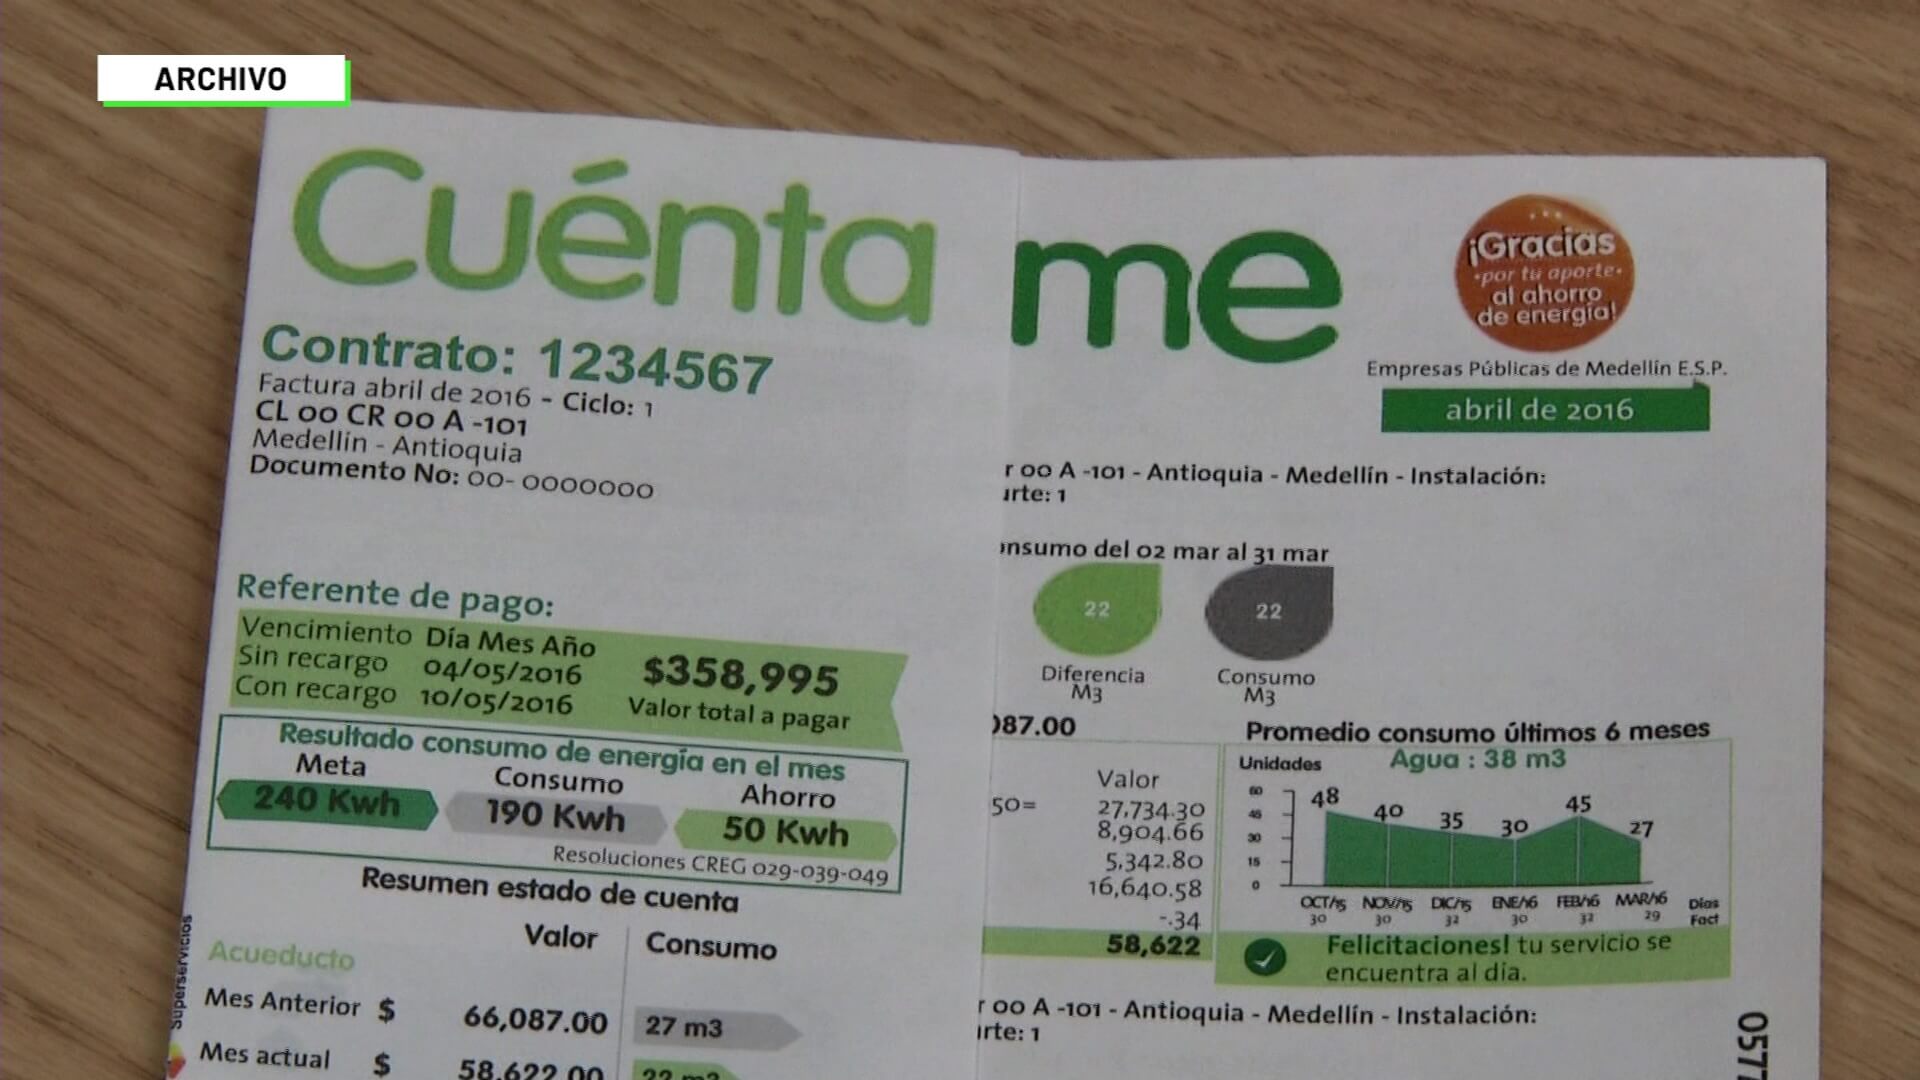 ARCHIVO
Cuénta
Contrato: 1234567
Factura abril de 2016 - Ciclo: 1
CL 00 CR 00 A -101
Medellín - Antioquia
Documento No: 00- 0000000
Referente de pago:
Vencimiento Día Mes Año
Sin recargo 04/05/2016
Con recargo 10/05/2016
$358,995
Valor total a pagar
Resultado consumo de energía en el mes
Meta Consumo Ahorro
240 Kwh 190 Kwh 50 Kwh
Resoluciones CREG 029-039-049
Resumen estado de cuenta
Valor Consumo
Acueducto
Mes Anterior $ 66,087.00 27 m3
Mes actual $ 58,622.00 22 m3
Superservicios
me
¡Gracias
•por tu aporte•
al ahorro
de energía!
Empresas Públicas de Medellín E.S.P.
abril de 2016
r 00 A -101 - Antioquia - Medellín - Instalación:
rte: 1
onsumo del 02 mar al 31 mar
22 22
Diferencia Consumo
M3 M3
087.00
Valor
50= 27,734.30
8,904.66
5,342.80
16,640.58
-.34
58,622
Promedio consumo últimos 6 meses
Unidades Agua : 38 m3
60
45
30
15
0
48 40 35 30 45 27
OCT/15 NOV/15 DIC/15 ENE/16 FEB/16 MAR/16 Días
30 30 32 30 32 29 Fact
Felicitaciones! tu servicio se
encuentra al día.
r 00 A -101 - Antioquia - Medellín - Instalación:
rte: 1
0577